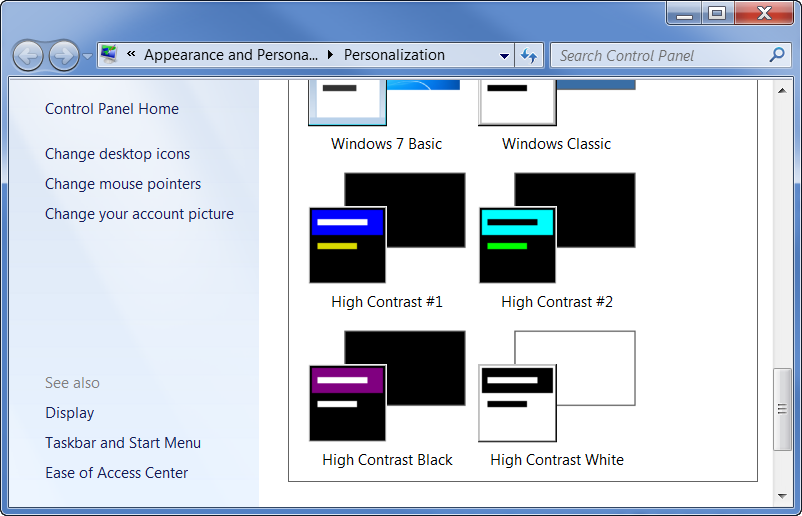 « Appearance and Persona... Personalization
Search Control Panel
Control Panel Home
Change desktop icons
Change mouse pointers
Change your account picture
See also
Display
Taskbar and Start Menu
Ease of Access Center
Windows 7 Basic
Windows Classic
High Contrast #1
High Contrast #2
High Contrast Black
High Contrast White